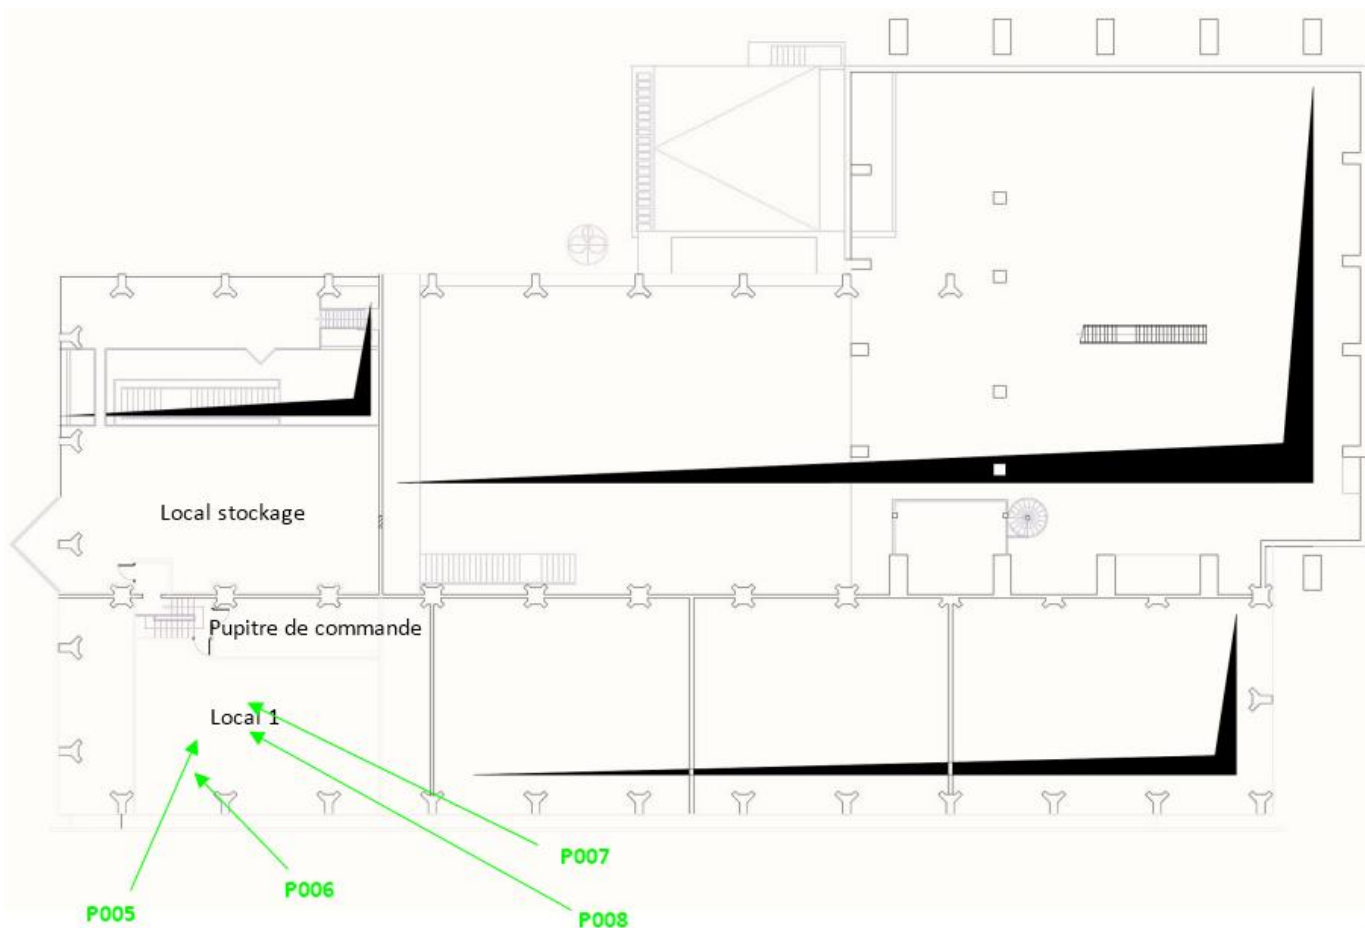 Local stockage
Pupitre de commande
Local 1
P007
P006
P005
P008